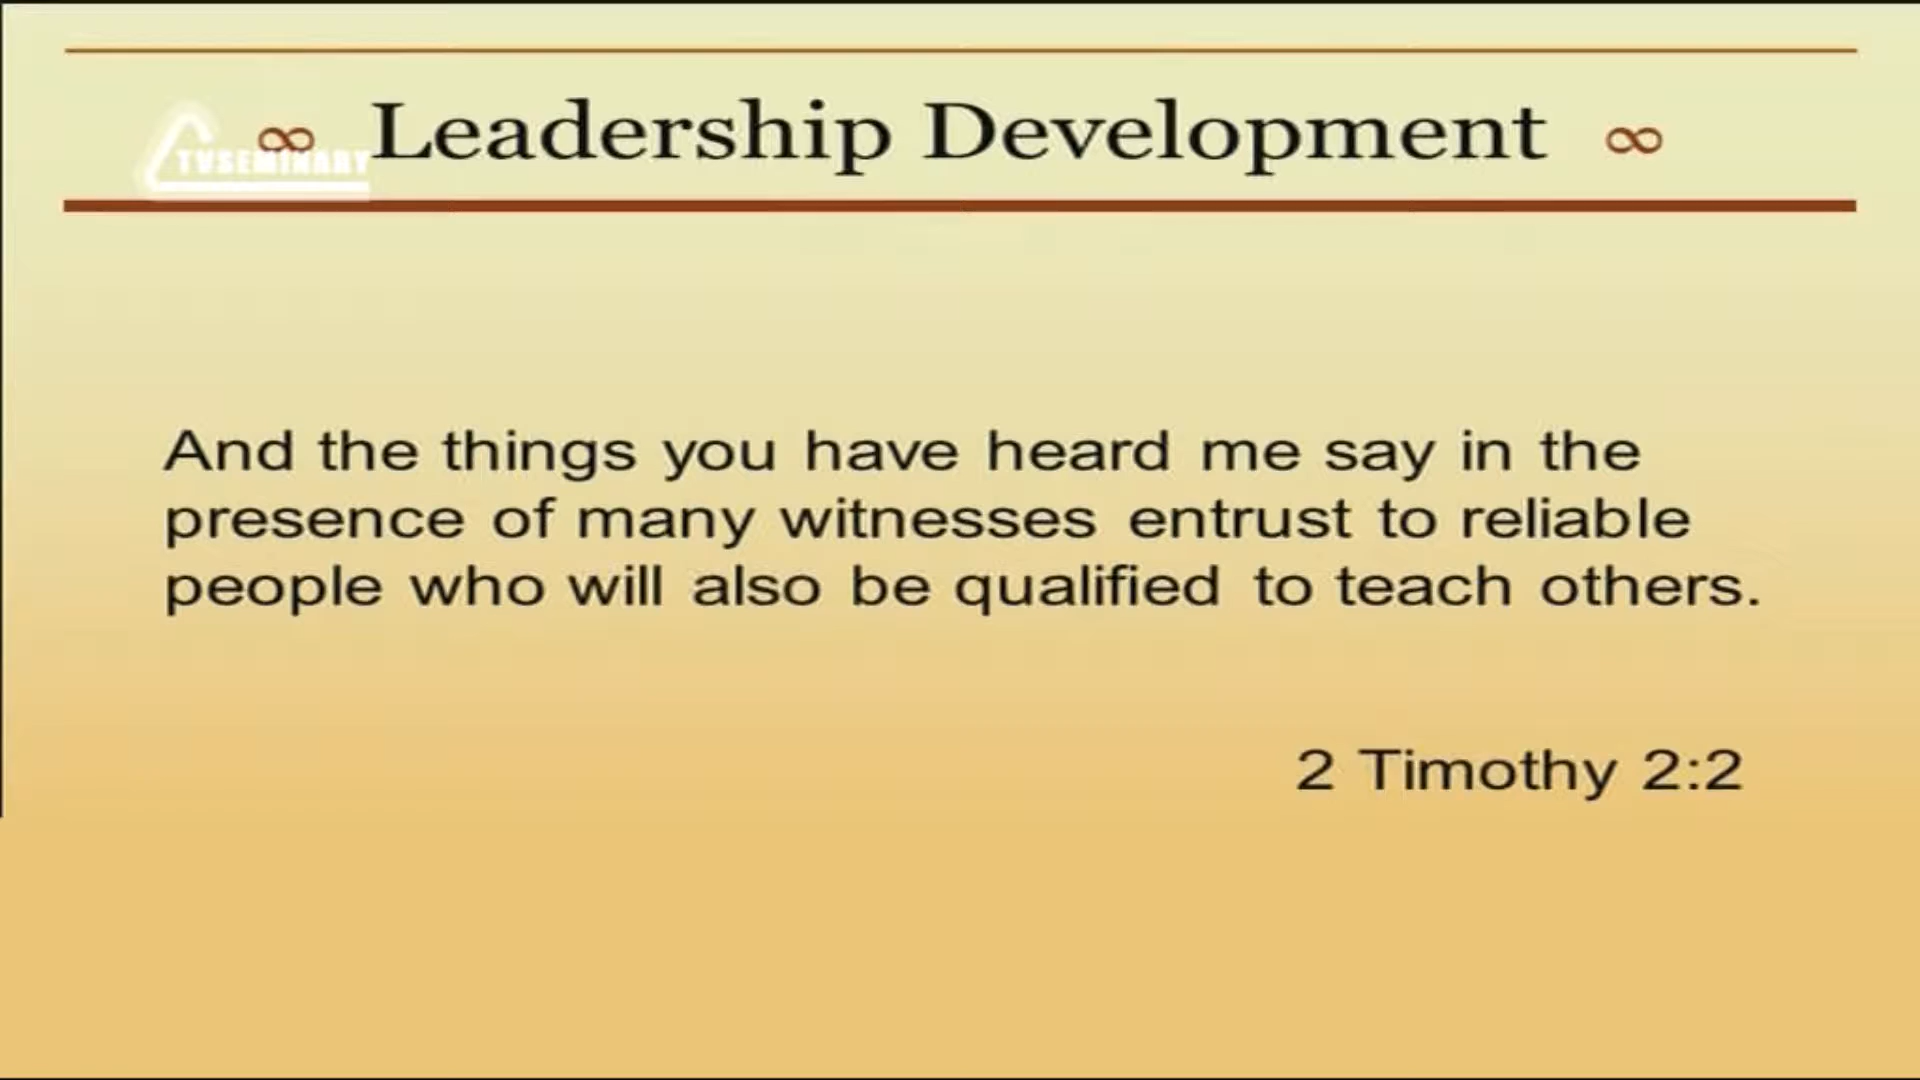 ∞ Leadership Development ∞
TVSEMINARY
And the things you have heard me say in the
presence of many witnesses entrust to reliable
people who will also be qualified to teach others.
2 Timothy 2:2